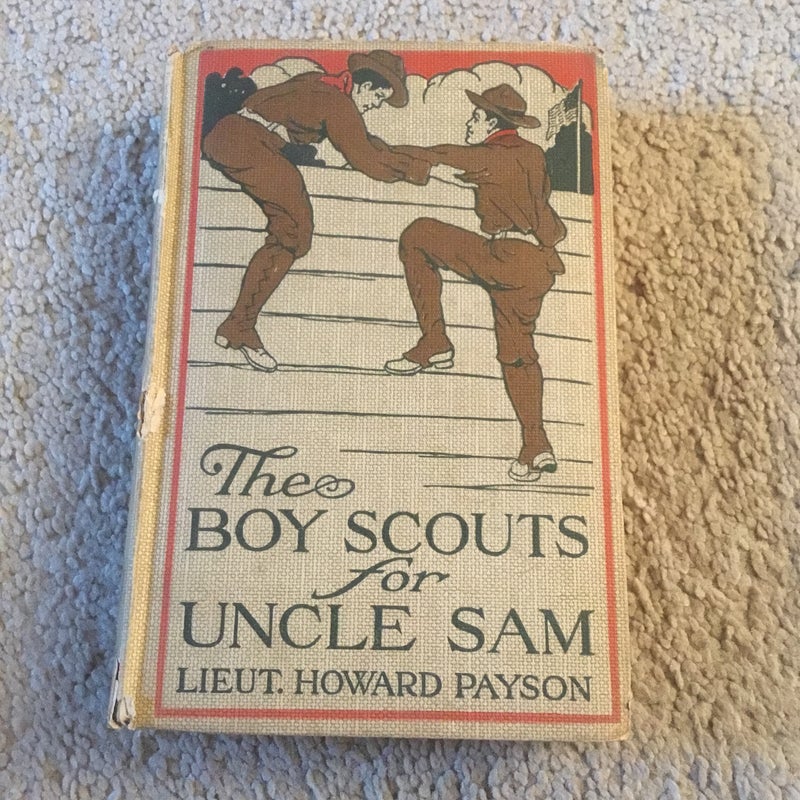 The
BOY SCOUTS
for
UNCLE SAM
LIEUT. HOWARD PAYSON